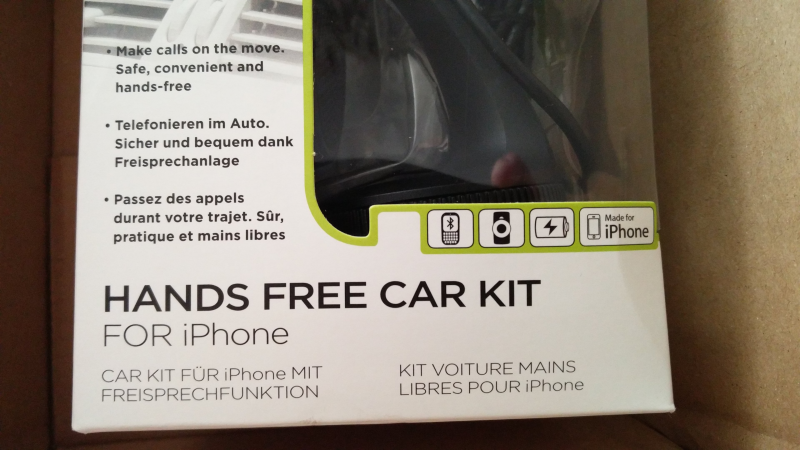 • Make calls on the move.
Safe, convenient and
hands-free
• Telefonieren im Auto.
Sicher und bequem dank
Freisprechanlage
• Passez des appels
durant votre trajet. Sûr,
pratique et mains libres
Made for
iPhone
HANDS FREE CAR KIT
FOR iPhone
CAR KIT FÜR iPhone MIT
FREISPRECHFUNKTION
KIT VOITURE MAINS
LIBRES POUR iPhone